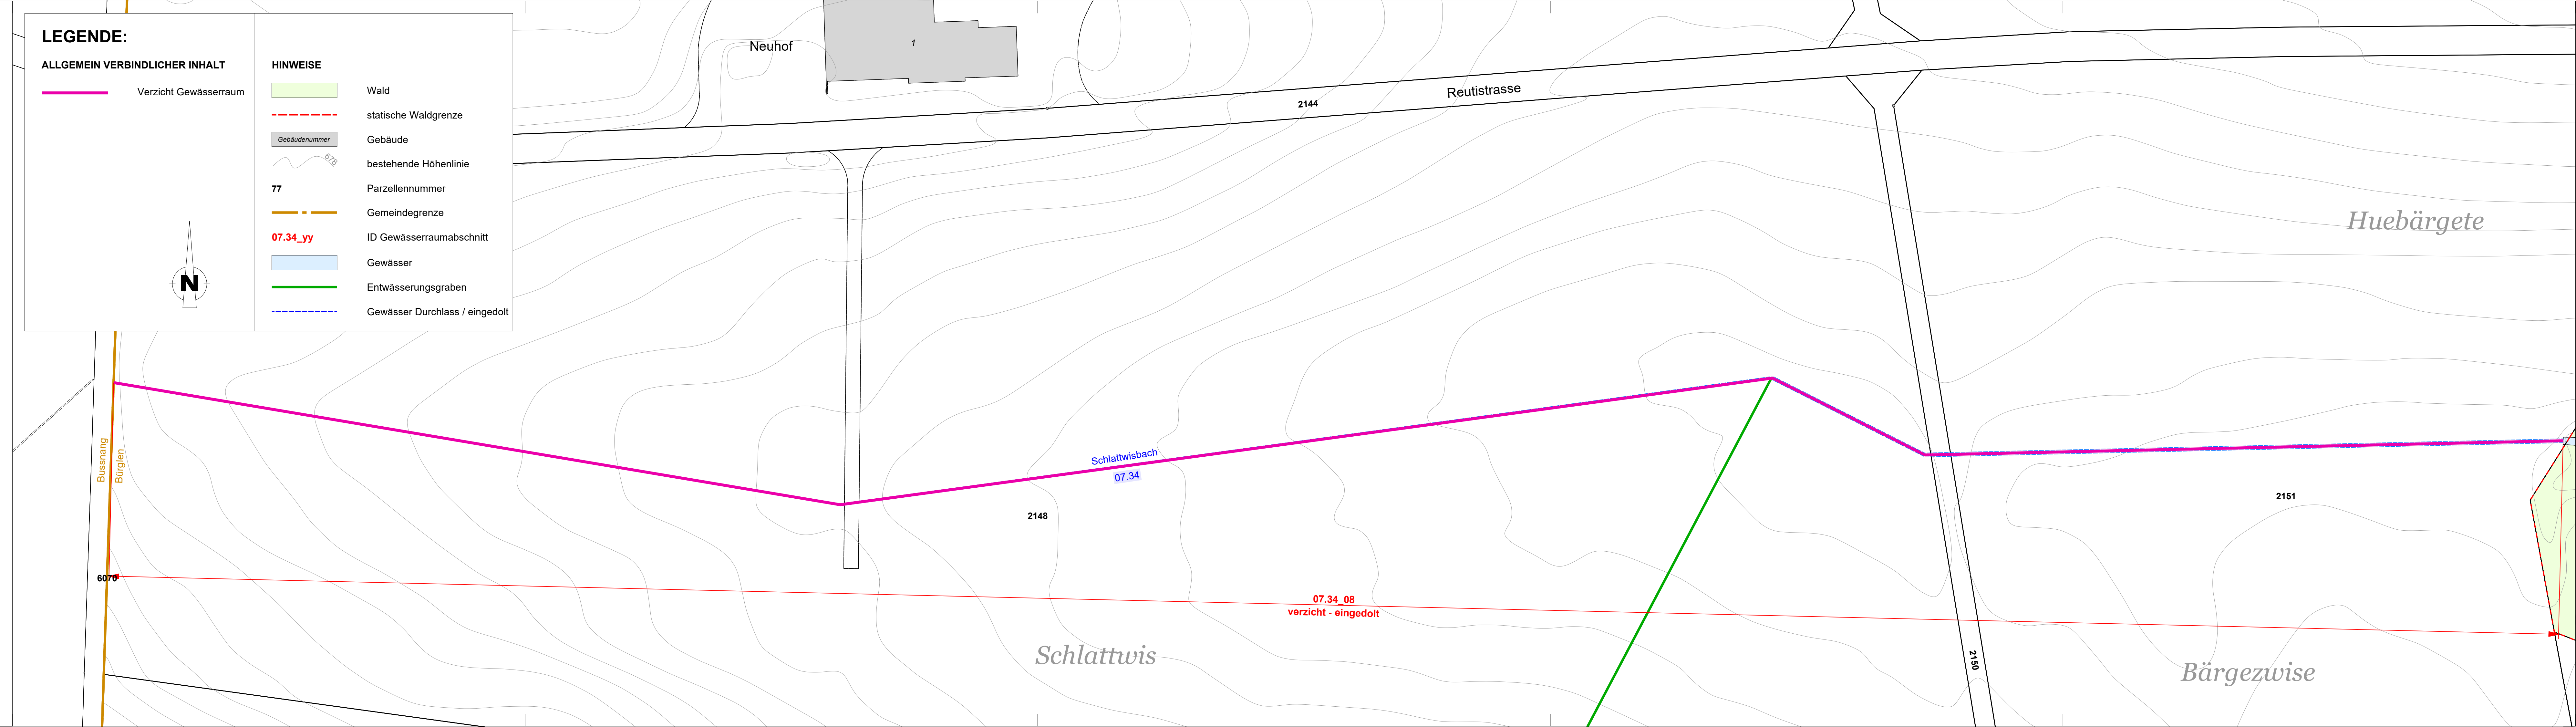 LEGENDE:
ALLGEMEIN VERBINDLICHER INHALT
Verzicht Gewässerraum
N
HINWEISE
Wald
statische Waldgrenze
Gebäudenummer
Gebäude
678
bestehende Höhenlinie
77
Parzellennummer
Gemeindegrenze
07.34_yy
ID Gewässerraumabschnitt
Gewässer
Entwässerungsgraben
Gewässer Durchlass / eingedolt
Neuhof
1
2144
Reutistrasse
Huebärgete
Bussnang
Bürglen
Schlattwisbach
07.34
2148
2151
6070
07.34_08
verzicht - eingedolt
Schlattwis
2150
Bärgezwise